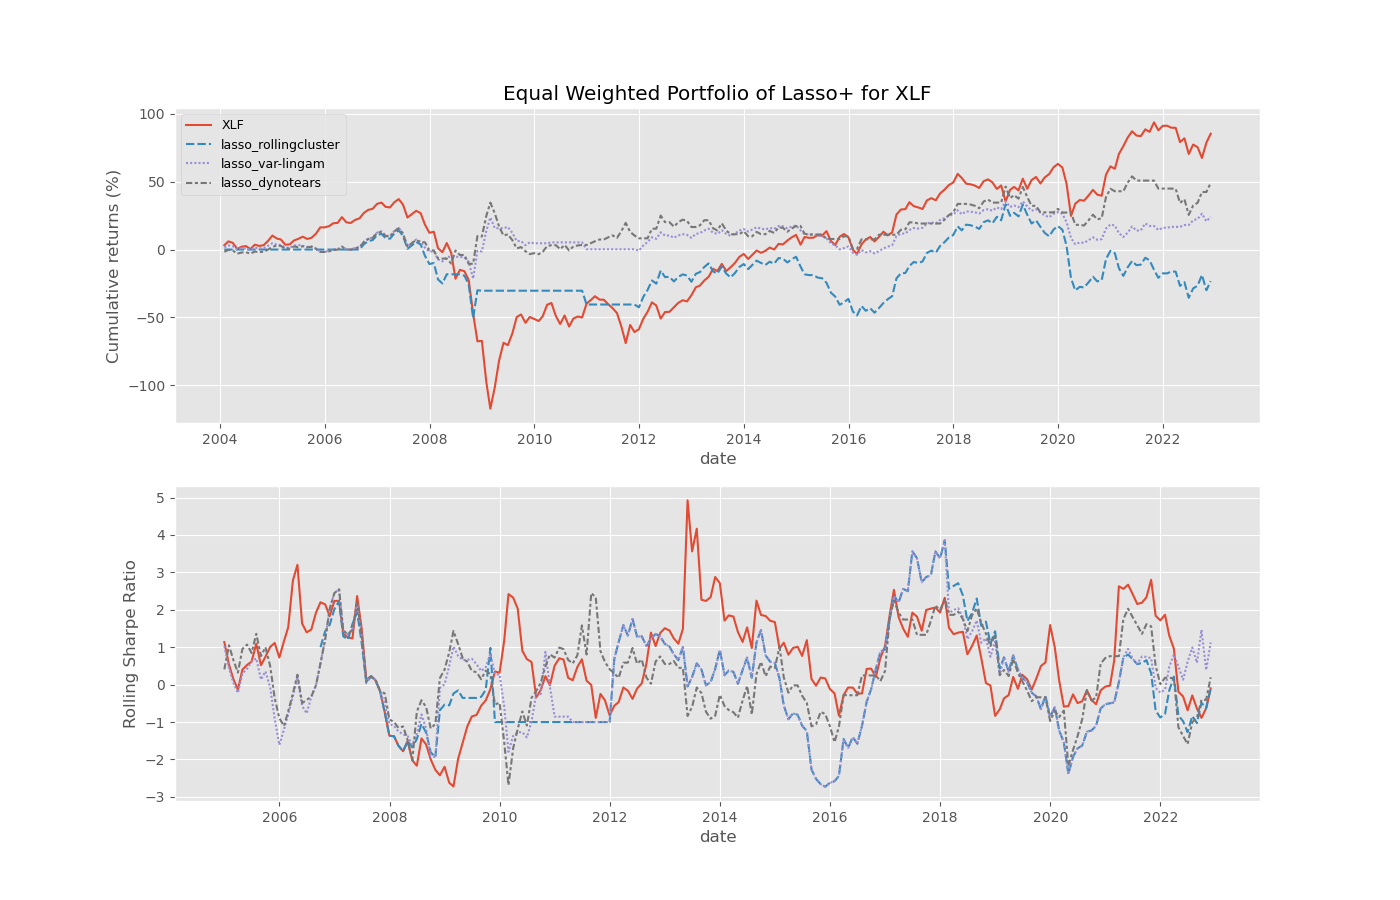 Equal Weighted Portfolio of Lasso+ for XLF
Cumulative returns (%)
100
50
0
−50
−100
XLF
lasso_rollingcluster
lasso_var-lingam
lasso_dynotears
2004 2006 2008 2010 2012 2014 2016 2018 2020 2022
date
Rolling Sharpe Ratio
5
4
3
2
1
0
−1
−2
−3
2006 2008 2010 2012 2014 2016 2018 2020 2022
date